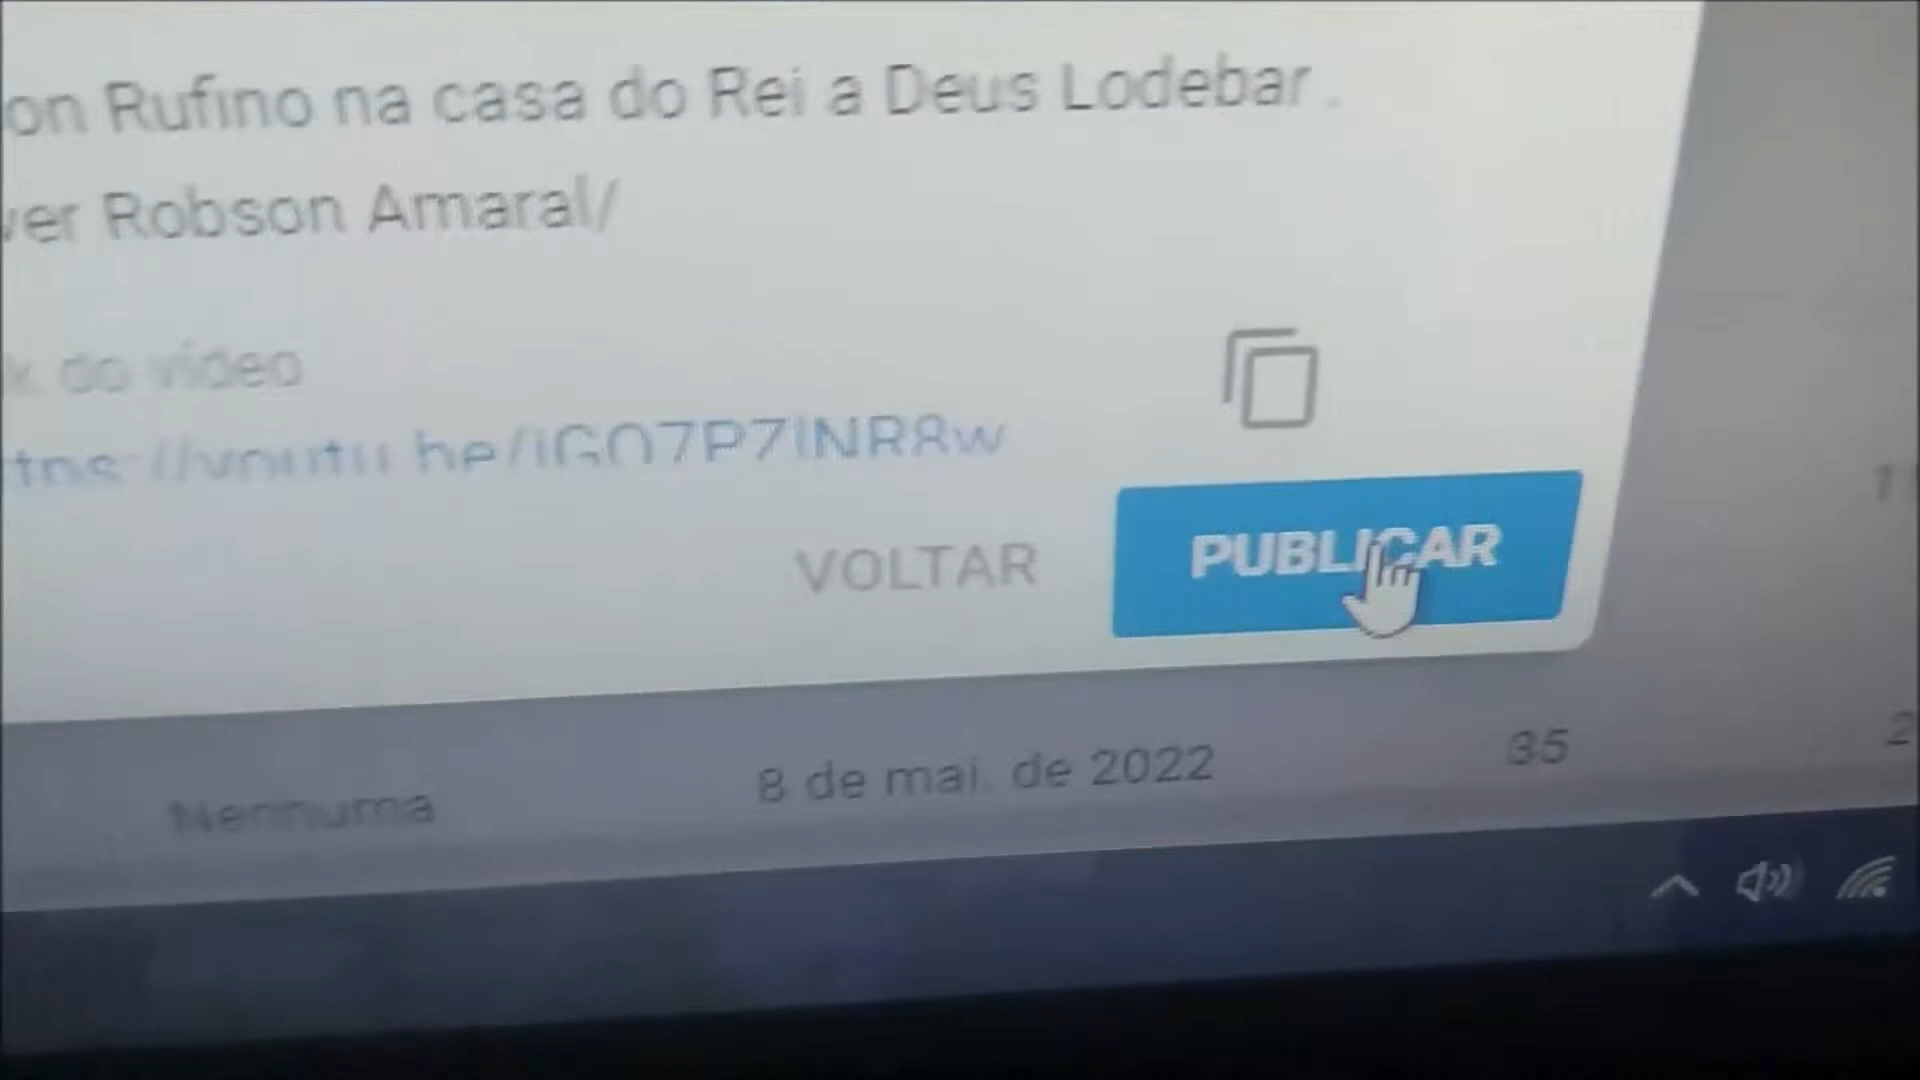 on Rufino na casa do Rei a Deus Lodebar .
ver Robson Amaral/
k do vídeo
VOLTAR
PUBLICAR
Nenhuma
8 de mai. de 2022
35
2